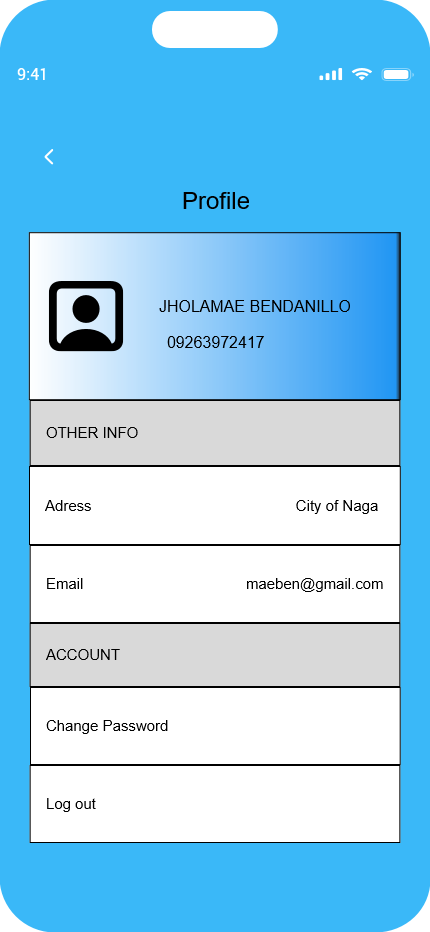 9:41
Profile
JHOLAMAE BENDANILLO
09263972417
OTHER INFO
Adress City of Naga
Email maeben@gmail.com
ACCOUNT
Change Password
Log out